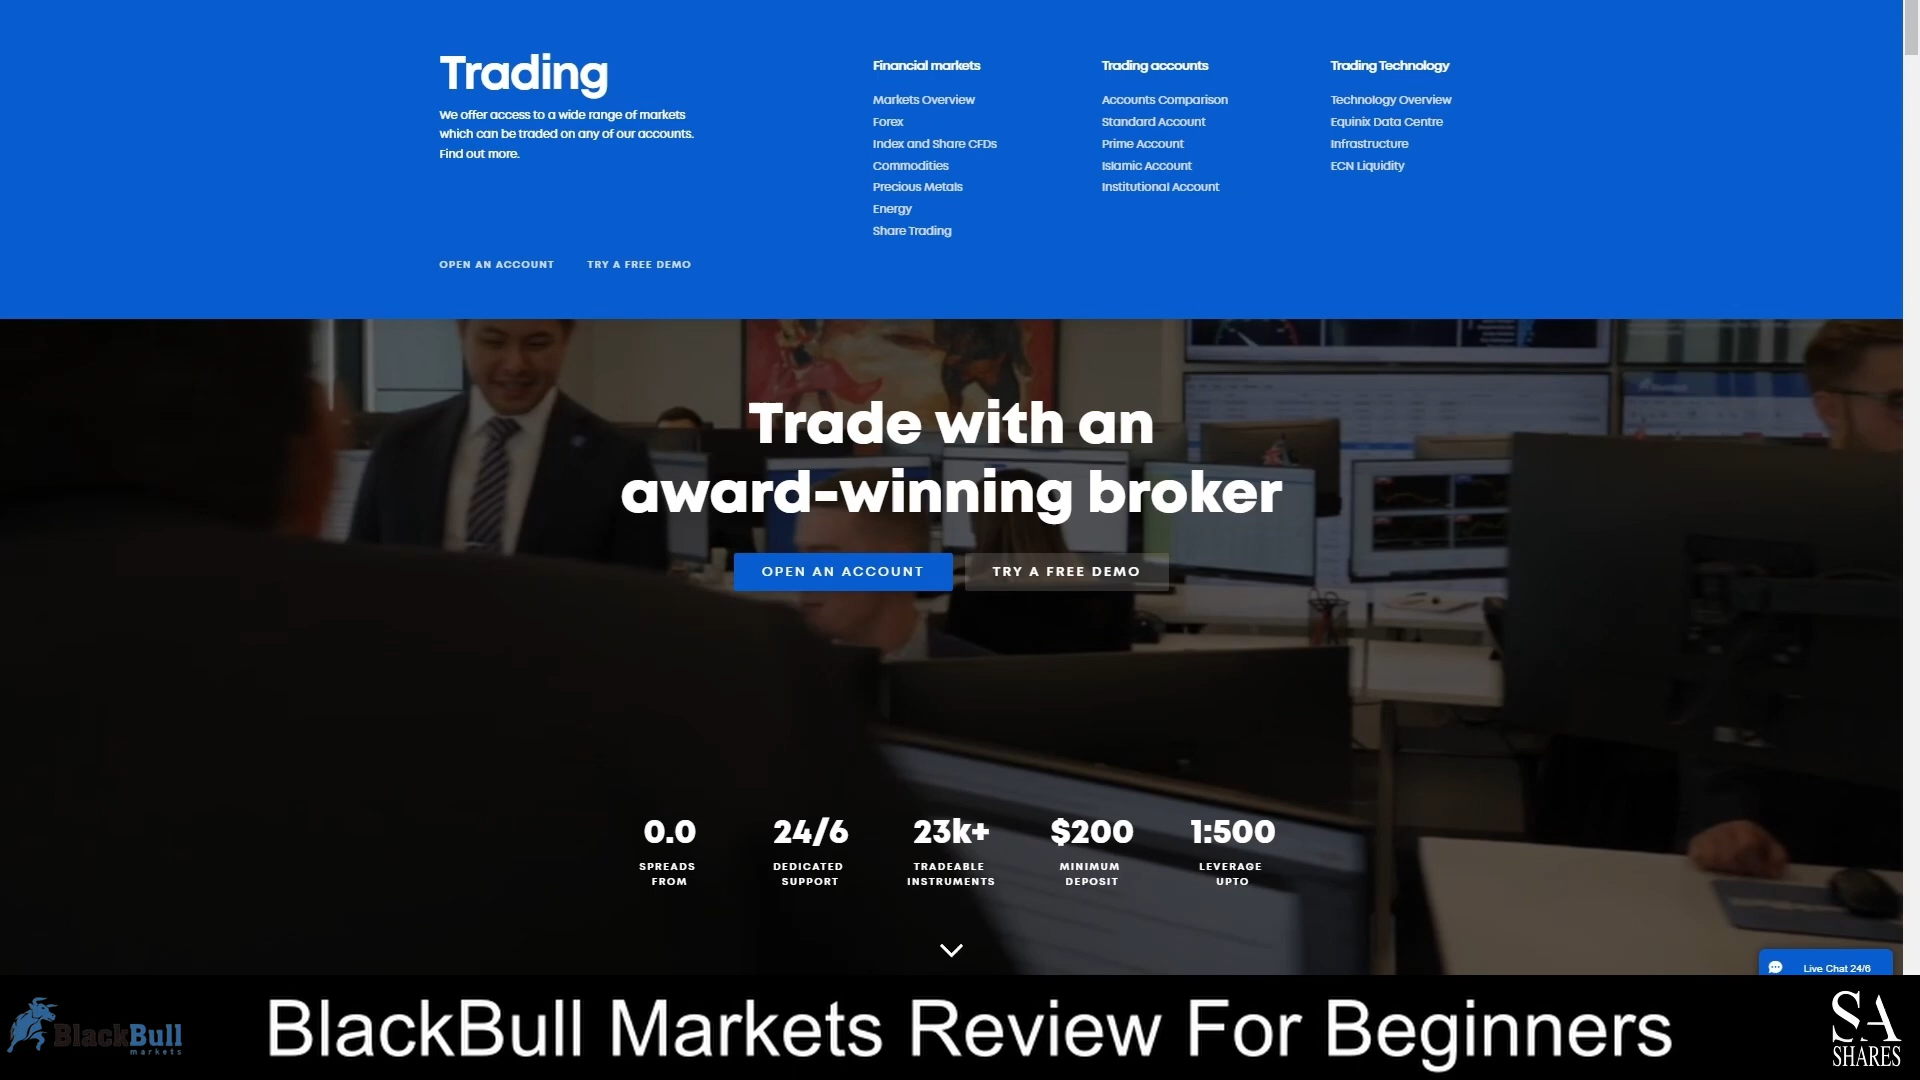 Trading
We offer access to a wide range of markets
which can be traded on any of our accounts.
Find out more.
OPEN AN ACCOUNT
TRY A FREE DEMO
Financial markets
Markets Overview
Forex
Index and Share CFDs
Commodities
Precious Metals
Energy
Share Trading
Trading accounts
Accounts Comparison
Standard Account
Prime Account
Islamic Account
Institutional Account
Trading Technology
Technology Overview
Equinix Data Centre
Infrastructure
ECN Liquidity
Trade with an
award-winning broker
OPEN AN ACCOUNT
TRY A FREE DEMO
0.0
SPREADS
FROM
24/6
DEDICATED
SUPPORT
23k+
TRADEABLE
INSTRUMENTS
$200
MINIMUM
DEPOSIT
1:500
LEVERAGE
UPTO
Live Chat 24/6
BlackBull
markets
BlackBull Markets Review For Beginners
SA
SHARES